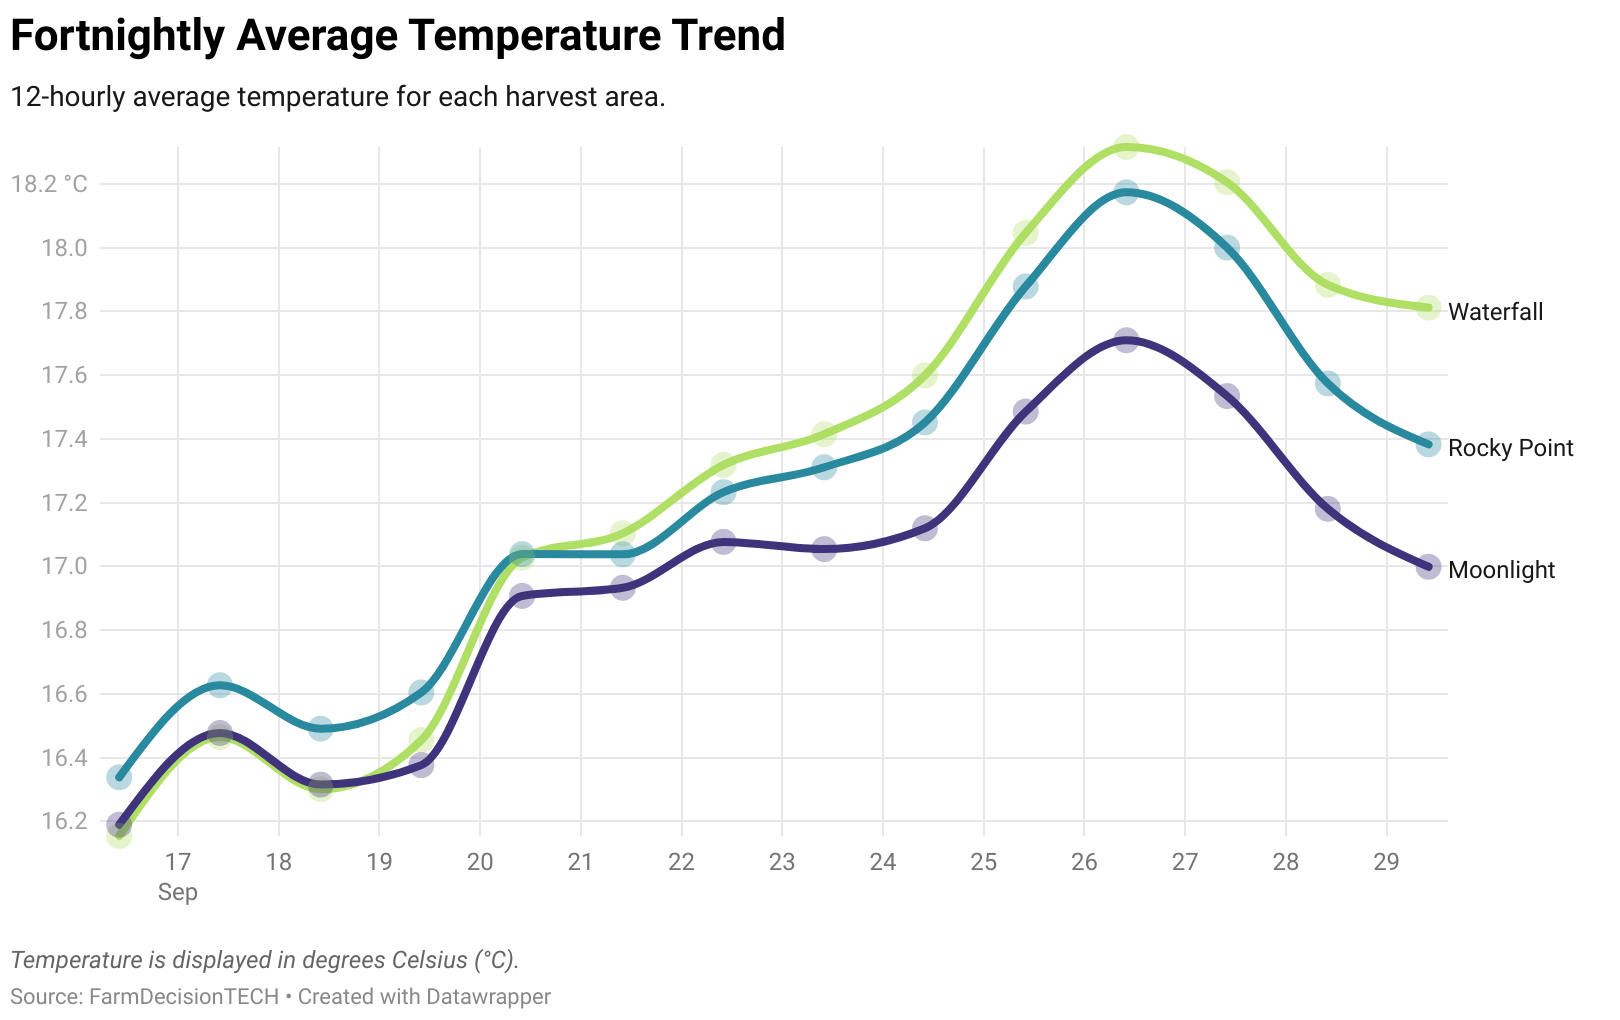 Fortnightly Average Temperature Trend
12-hourly average temperature for each harvest area.
18.2 °C
18.0
17.8
17.6
17.4
17.2
17.0
16.8
16.6
16.4
16.2
Waterfall
Rocky Point
Moonlight
17 18 19 20 21 22 23 24 25 26 27 28 29
Sep
Temperature is displayed in degrees Celsius (°C).
Source: FarmDecisionTECH • Created with Datawrapper